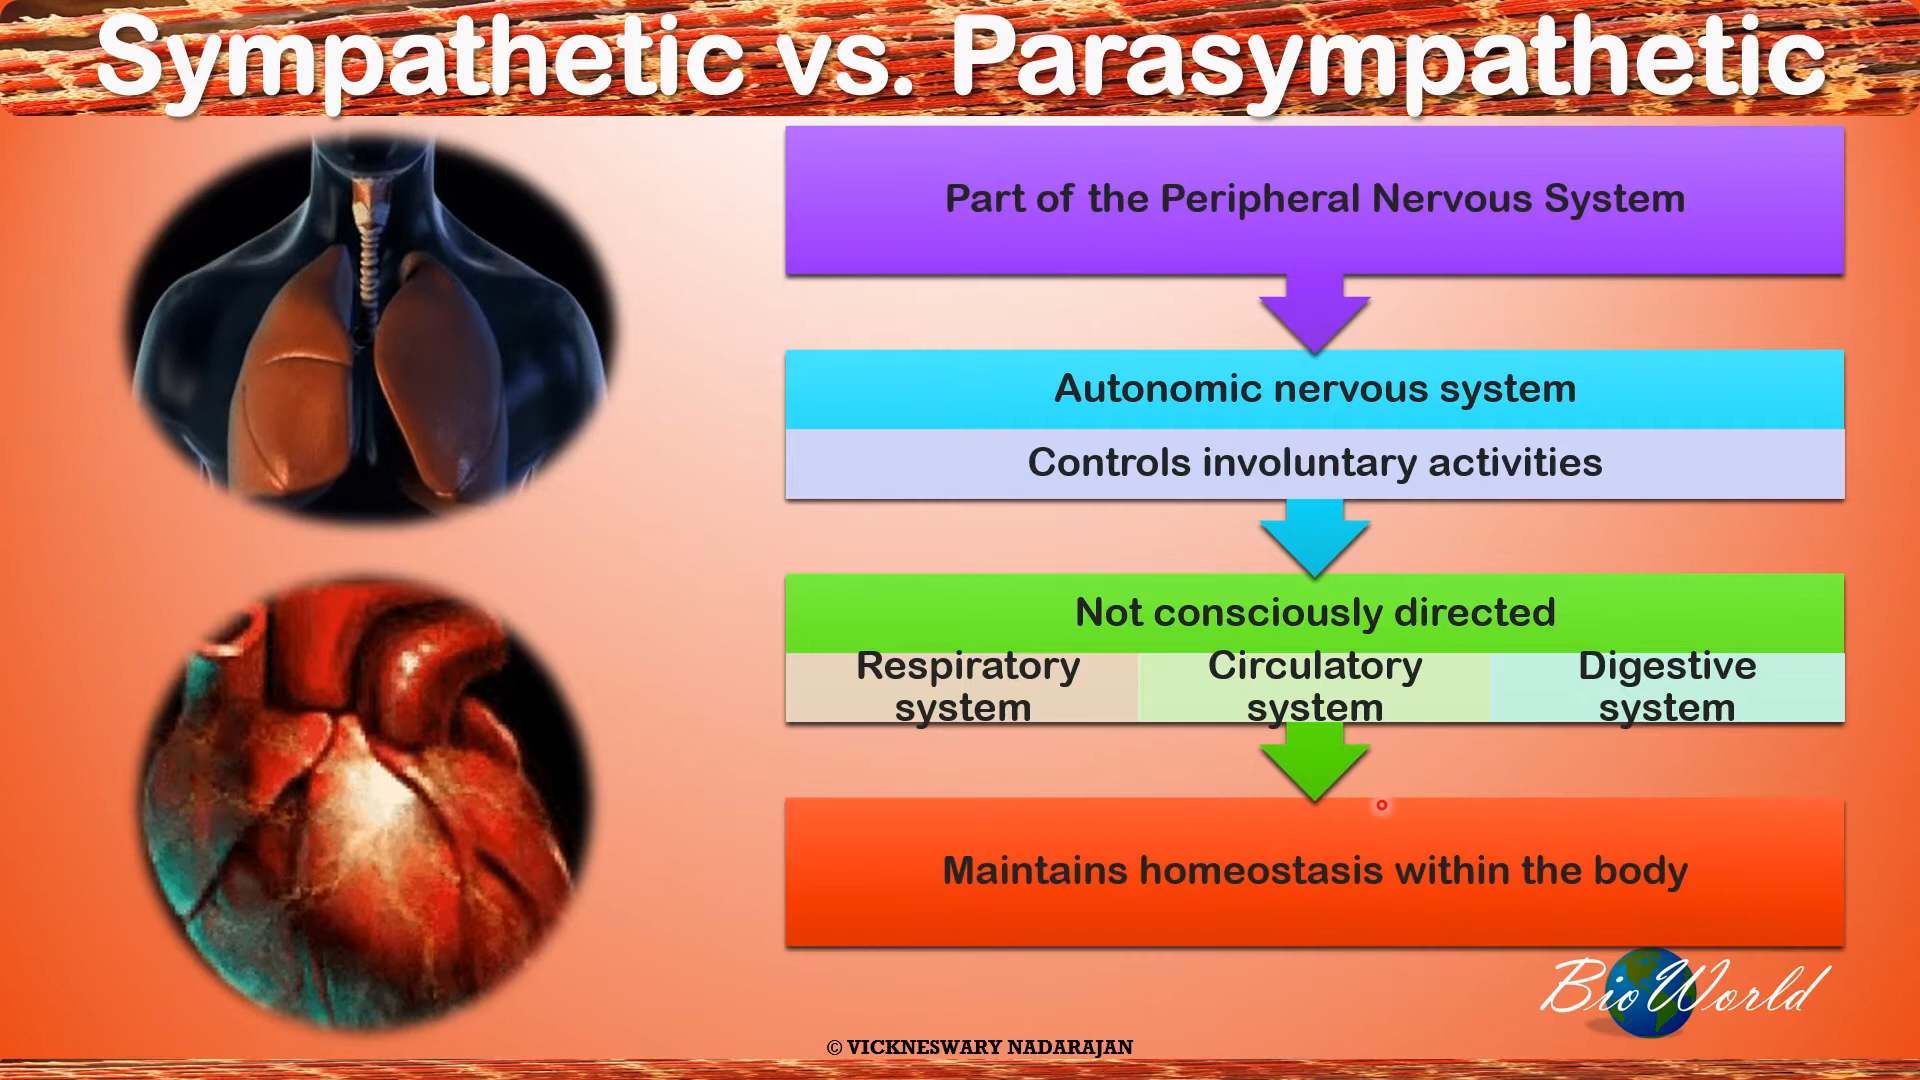 Sympathetic vs. Parasympathetic
Part of the Peripheral Nervous System
Autonomic nervous system
Controls involuntary activities
Not consciously directed
Respiratory
system
Circulatory
system
Digestive
system
Maintains homeostasis within the body
BioWorld
© VICKNESWARY NADARAJAN